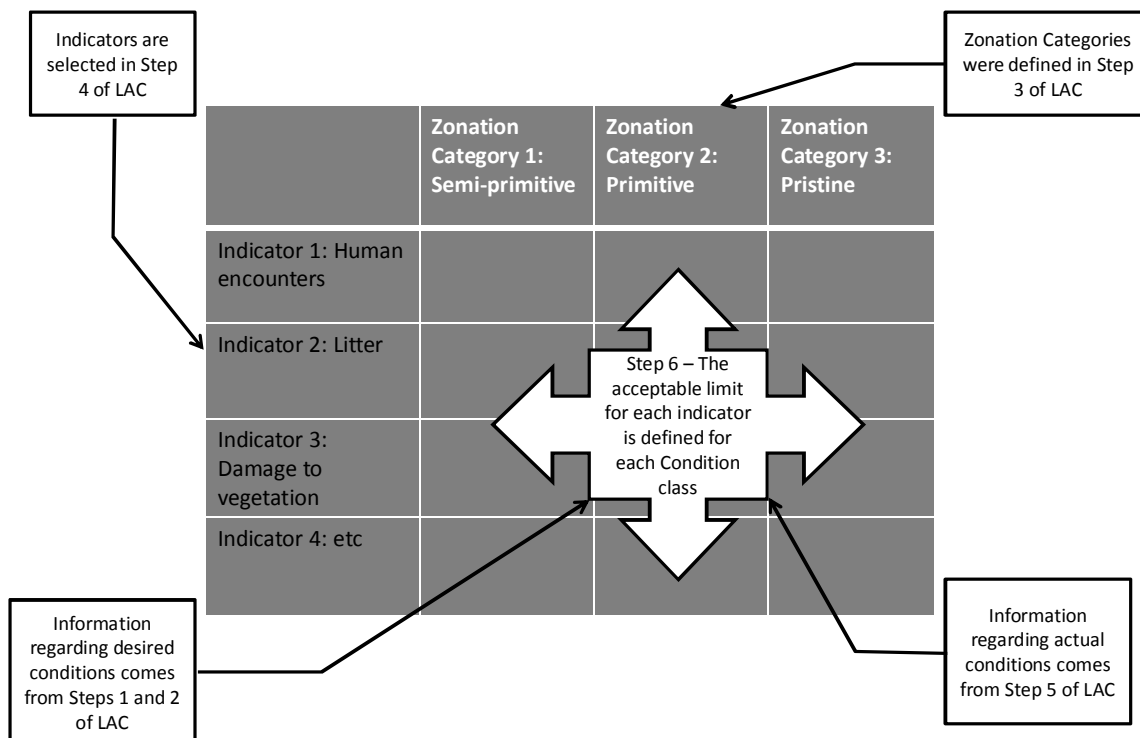 Indicators are
selected in Step
4 of LAC
Zonation Categories
were defined in Step
3 of LAC
Zonation
Category 1:
Semi-primitive
Zonation
Category 2:
Primitive
Zonation
Category 3:
Pristine
Indicator 1: Human
encounters
Indicator 2: Litter
Indicator 3:
Damage to
vegetation
Indicator 4: etc
Step 6 – The
acceptable limit
for each indicator
is defined for
each Condition
class
Information
regarding desired
conditions comes
from Steps 1 and 2
of LAC
Information
regarding actual
conditions comes
from Step 5 of LAC